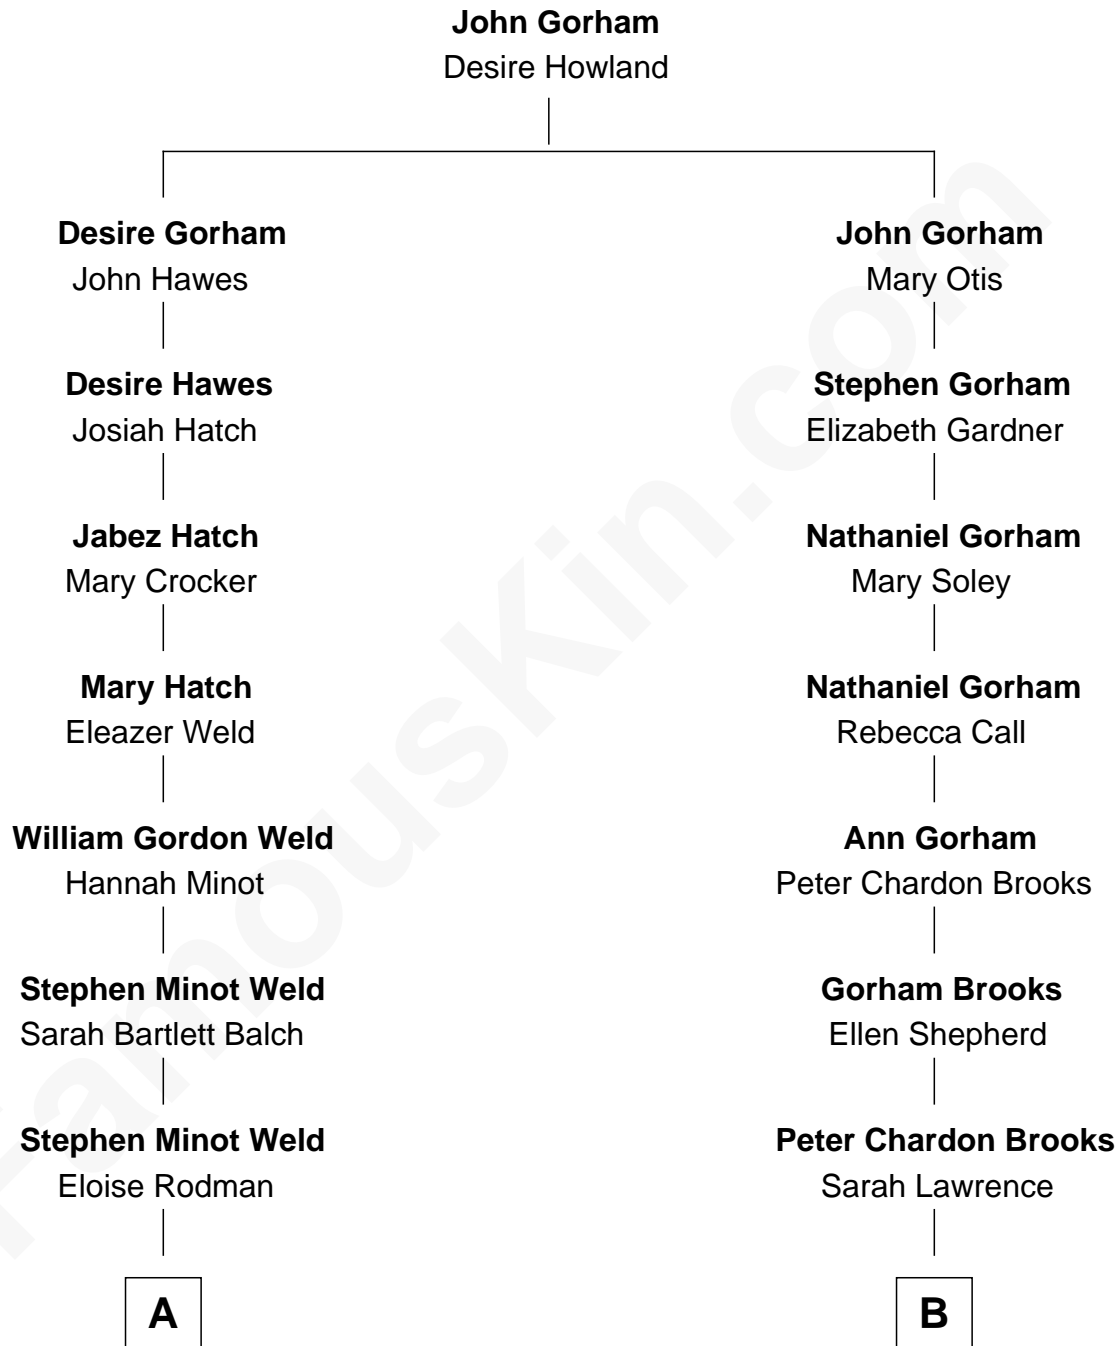 John Gorham
Desire Howland
Desire Gorham
John Hawes
John Gorham
Mary Otis
Desire Hawes
Josiah Hatch
Stephen Gorham
Elizabeth Gardner
Jabez Hatch
Mary Crocker
Nathaniel Gorham
Mary Soley
Mary Hatch
Eleazer Weld
Nathaniel Gorham
Rebecca Call
William Gordon Weld
Hannah Minot
Ann Gorham
Peter Chardon Brooks
Stephen Minot Weld
Sarah Bartlett Balch
Gorham Brooks
Ellen Shepherd
Stephen Minot Weld
Eloise Rodman
Peter Chardon Brooks
Sarah Lawrence
A
B
FamousKin.com